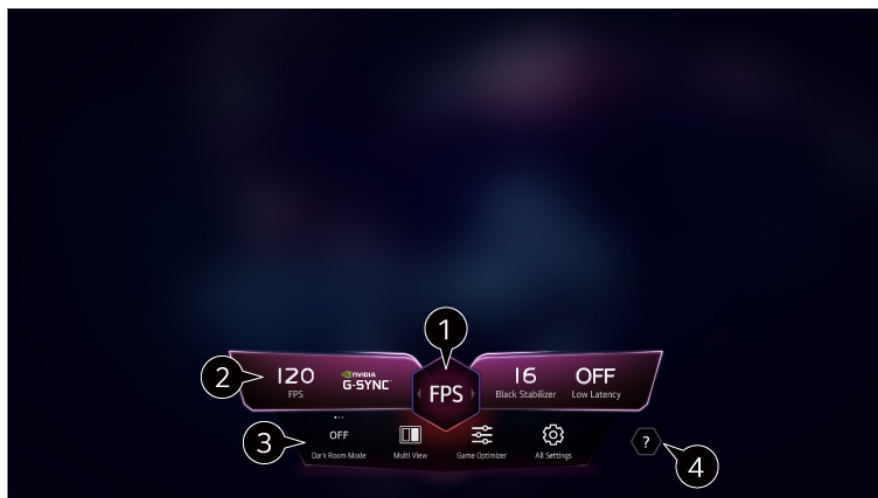 1
2
120
FPS
NVIDIA
G-SYNC
FPS
16
Black Stabilizer
OFF
Low Latency
3
OFF
Dark Room Mode
Multi View
Game Optimizer
All Settings
?
4